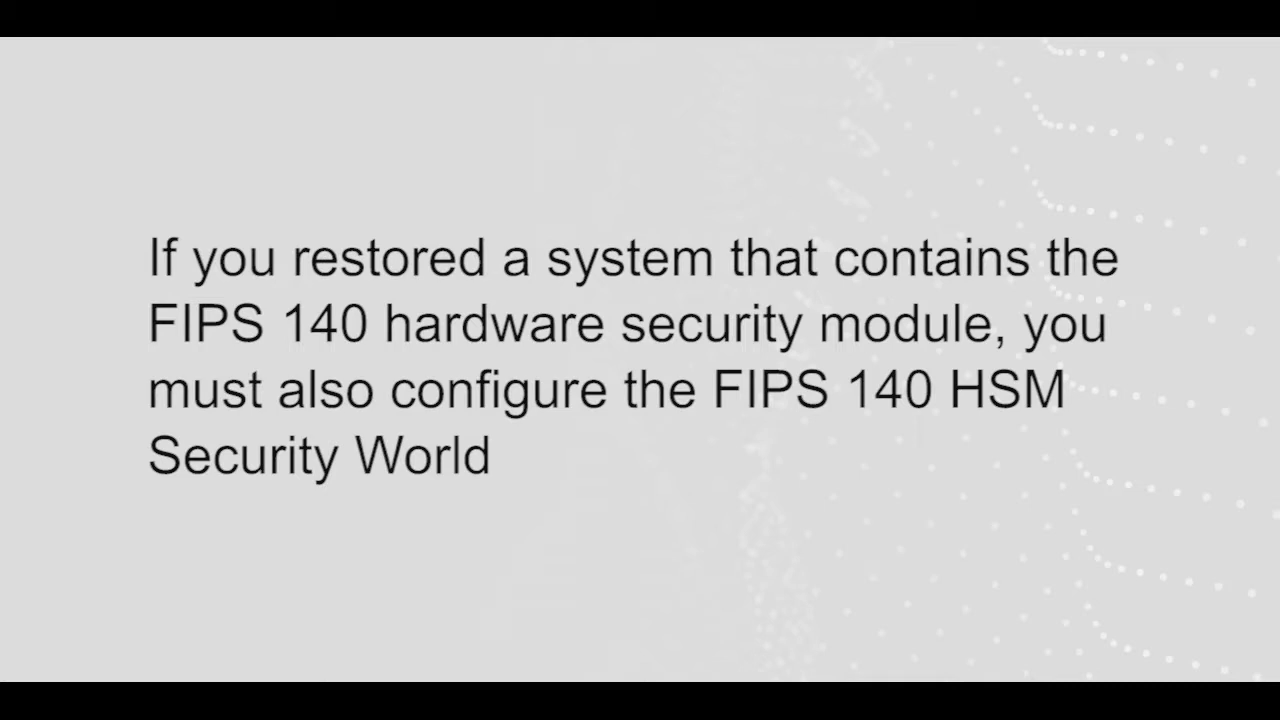 If you restored a system that contains the
FIPS 140 hardware security module, you
must also configure the FIPS 140 HSM
Security World